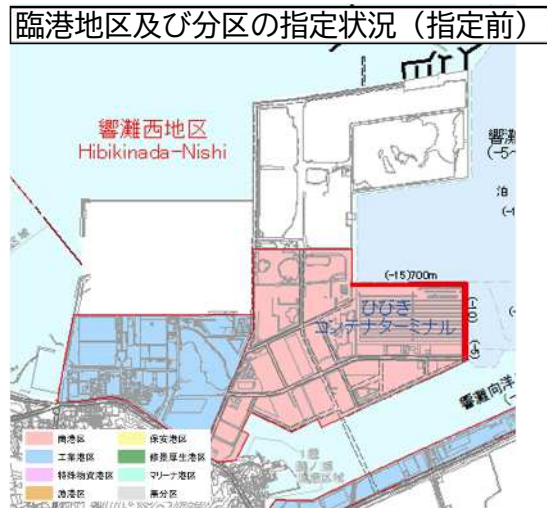 臨港地区及び分区の指定状況（指定前）
響灘西地区
Hibikinada-Nishi
響灘
(-5~
泊
(-1
(-15)700m
ひびき
コンテナターミナル
(-10)
響灘向洋
商港区
保安港区
工業港区
修景厚生港区
特殊物資港区
マリーナ港区
漁港区
無分区